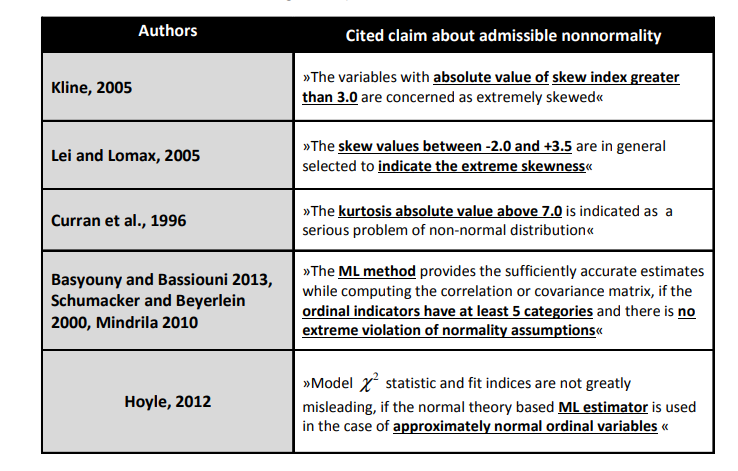 Authors
Cited claim about admissible nonnormality
Kline, 2005
»The variables with absolute value of skew index greater
than 3.0 are concerned as extremely skewed«
Lei and Lomax, 2005
»The skew values between -2.0 and +3.5 are in general
selected to indicate the extreme skewness«
Curran et al., 1996
»The kurtosis absolute value above 7.0 is indicated as a
serious problem of non-normal distribution«
Basyouny and Bassiouni 2013,
Schumacker and Beyerlein
2000, Mindrila 2010
»The ML method provides the sufficiently accurate estimates
while computing the correlation or covariance matrix, if the
ordinal indicators have at least 5 categories and there is no
extreme violation of normality assumptions«
Hoyle, 2012
»Model χ² statistic and fit indices are not greatly
misleading, if the normal theory based ML estimator is used
in the case of approximately normal ordinal variables «